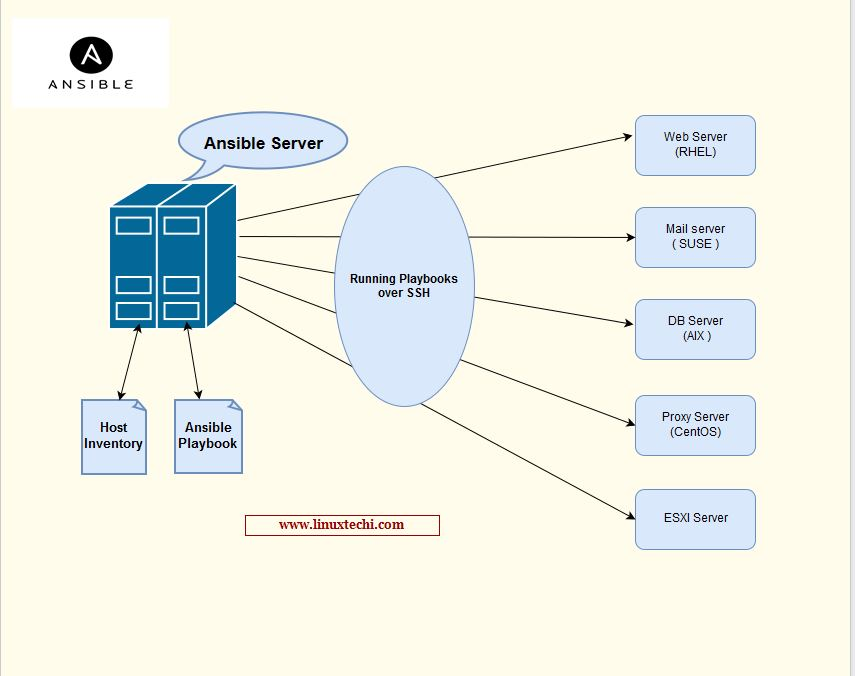 ANSIBLE
Ansible Server
Web Server
(RHEL)
Mail server
( SUSE )
Running Playbooks
over SSH
DB Server
(AIX )
Host
Inventory
Ansible
Playbook
Proxy Server
(CentOS)
ESXI Server
www.linuxtechi.com